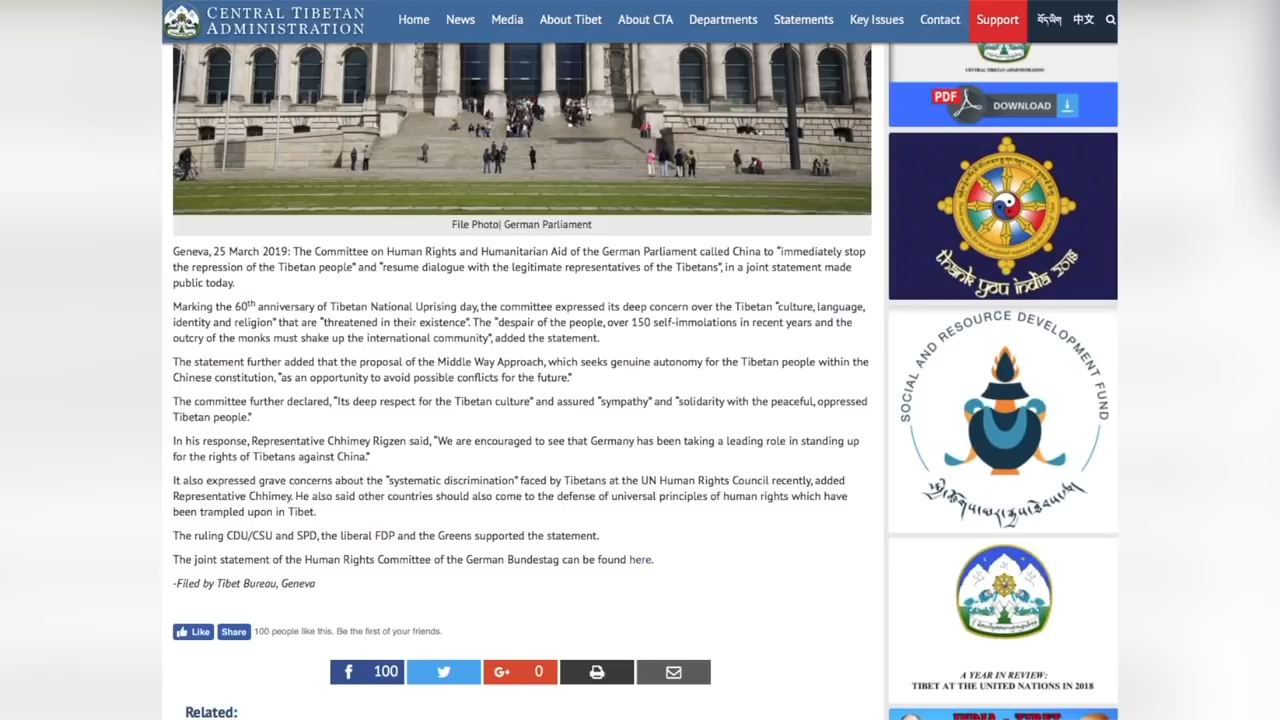 CENTRAL TIBETAN
ADMINISTRATION
Home News Media About Tibet About CTA Departments Statements Key Issues Contact Support བོད་ཡིག 中文
CENTRAL TIBETAN ADMINISTRATION
PDF DOWNLOAD
File Photo| German Parliament
Geneva, 25 March 2019: The Committee on Human Rights and Humanitarian Aid of the German Parliament called China to “immediately stop
the repression of the Tibetan people” and “resume dialogue with the legitimate representatives of the Tibetans”, in a joint statement made
public today.
Marking the 60th anniversary of Tibetan National Uprising day, the committee expressed its deep concern over the Tibetan “culture, language,
identity and religion” that are “threatened in their existence”. The “despair of the people, over 150 self-immolations in recent years and the
outcry of the monks must shake up the international community”, added the statement.
The statement further added that the proposal of the Middle Way Approach, which seeks genuine autonomy for the Tibetan people within the
Chinese constitution, “as an opportunity to avoid possible conflicts for the future.”
The committee further declared, “Its deep respect for the Tibetan culture” and assured “sympathy” and “solidarity with the peaceful, oppressed
Tibetan people.”
In his response, Representative Chhimey Rigzen said, “We are encouraged to see that Germany has been taking a leading role in standing up
for the rights of Tibetans against China.”
It also expressed grave concerns about the “systematic discrimination” faced by Tibetans at the UN Human Rights Council recently, added
Representative Chhimey. He also said other countries should also come to the defense of universal principles of human rights which have
been trampled upon in Tibet.
The ruling CDU/CSU and SPD, the liberal FDP and the Greens supported the statement.
The joint statement of the Human Rights Committee of the German Bundestag can be found here.
-Filed by Tibet Bureau, Geneva
Like Share 100 people like this. Be the first of your friends.
f 100 G+ 0
Related:
thank you india 2018
SOCIAL AND RESOURCE DEVELOPMENT FUND
A YEAR IN REVIEW:
TIBET AT THE UNITED NATIONS IN 2018
INDIA - TIBET